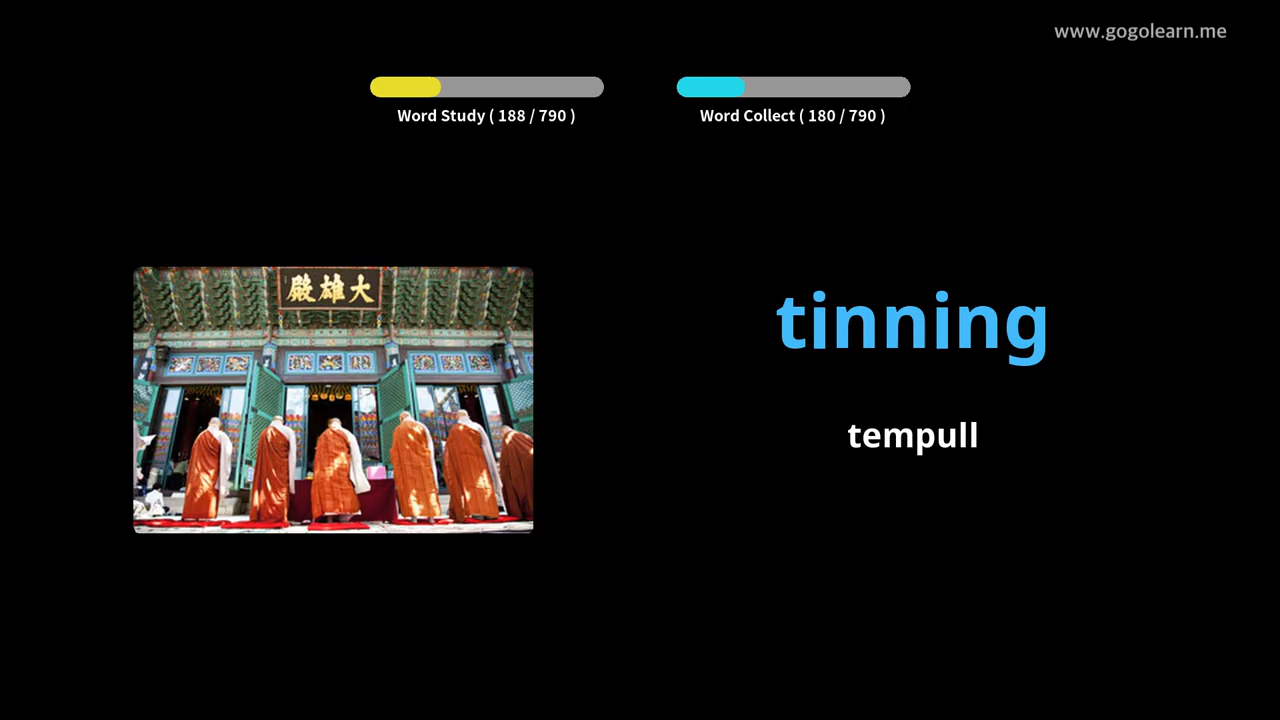 www.gogolearn.me
Word Study ( 188 / 790 )
Word Collect ( 180 / 790 )
殿雄大
tinning
tempull